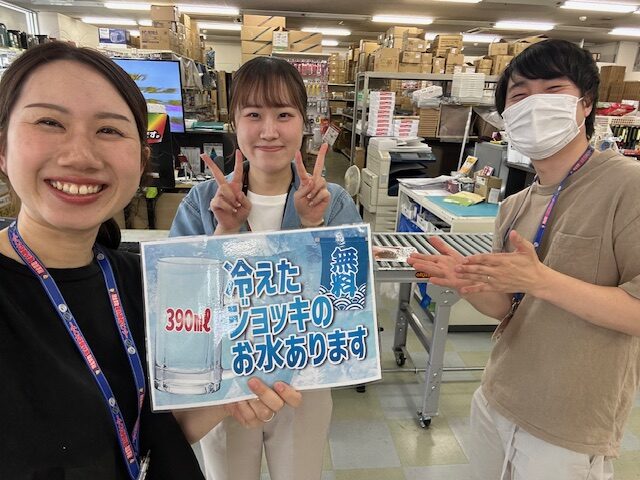 冷えた
無料
390ml
ジョッキの
お水あります